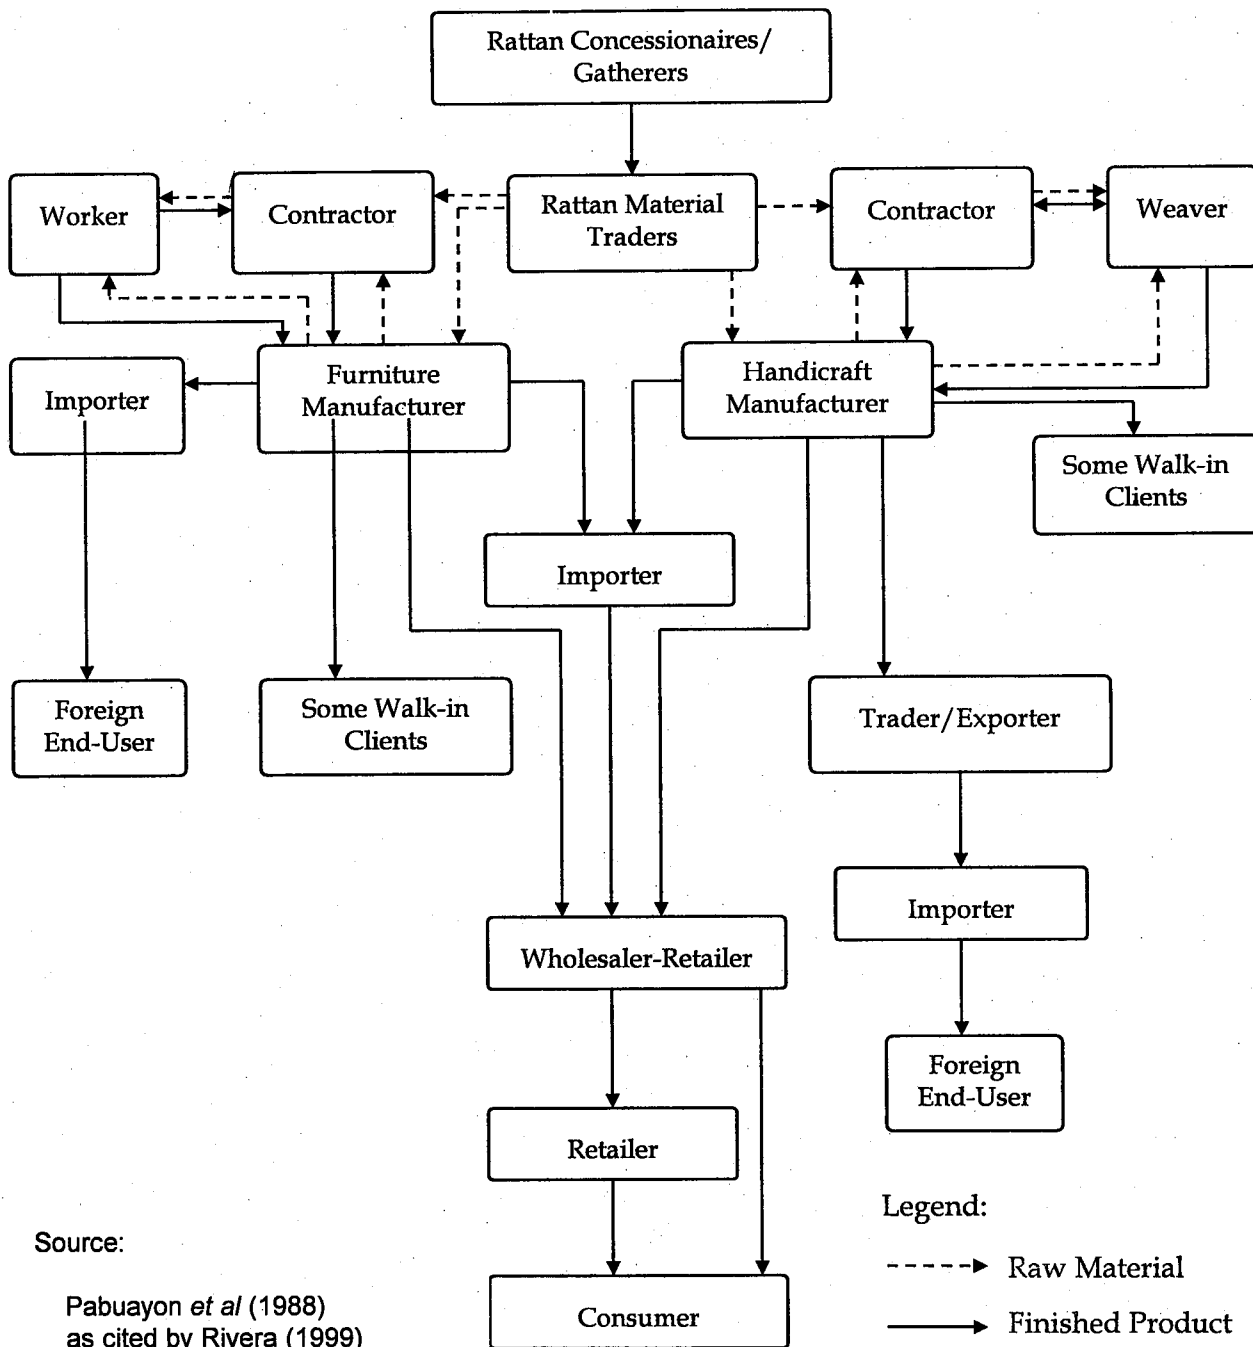 Rattan Concessionaires/
Gatherers
Worker
Contractor
Rattan Material
Traders
Contractor
Weaver
Importer
Furniture
Manufacturer
Handicraft
Manufacturer
Some Walk-in
Clients
Importer
Foreign
End-User
Some Walk-in
Clients
Trader/Exporter
Importer
Wholesaler-Retailer
Foreign
End-User
Retailer
Legend:
Raw Material
Finished Product
Consumer
Source:
Pabuayon et al (1988)
as cited by Rivera (1999)